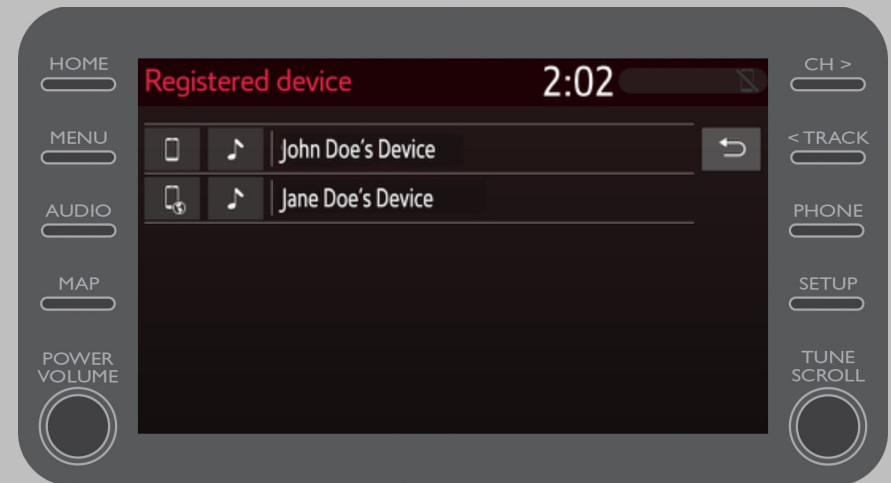 HOME
MENU
AUDIO
MAP
POWER
VOLUME
Registered device 2:02
John Doe's Device
Jane Doe's Device
CH >
< TRACK
PHONE
SETUP
TUNE
SCROLL